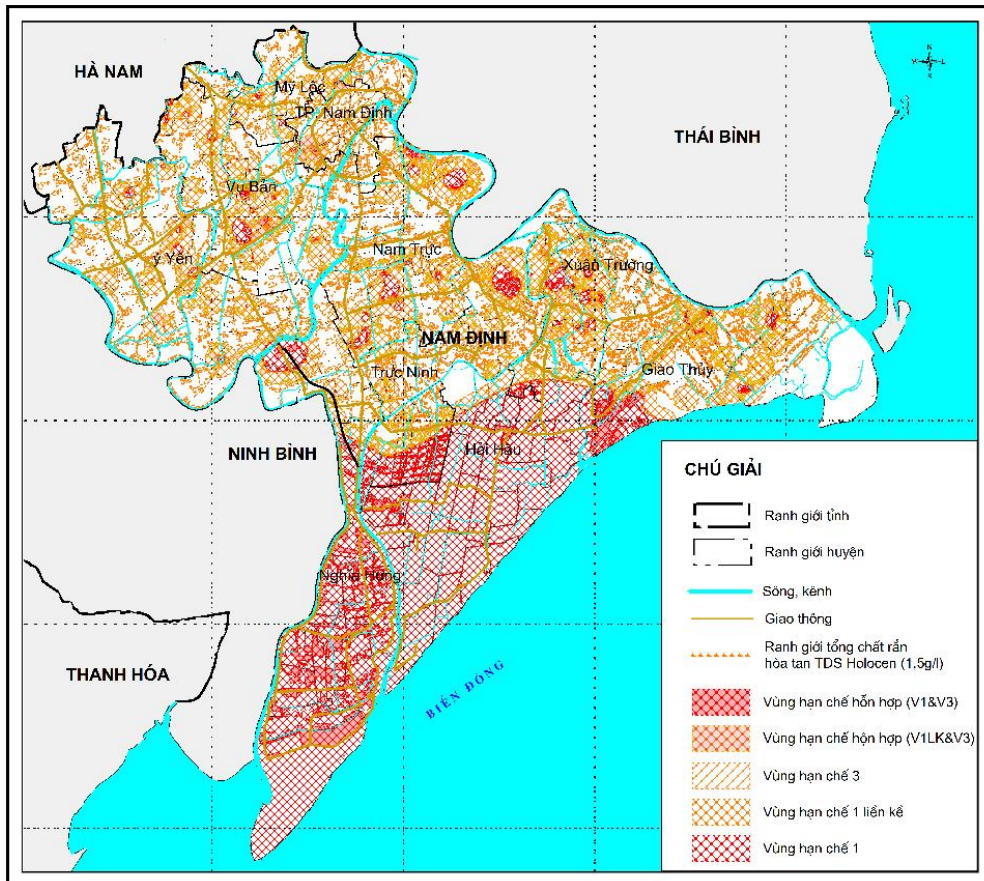 HÀ NAM
Mỹ Lộc
TP. Nam Định
THÁI BÌNH
Vụ Bản
Nam Trực
ý Yên
Xuân Trường
NAM ĐỊNH
Trực Ninh
Giao Thủy
NINH BÌNH
Hải Hậu
Nghĩa Hưng
THANH HÓA
BIỂN ĐÔNG
CHÚ GIẢI
Ranh giới tỉnh
Ranh giới huyện
Sông, kênh
Giao thông
Ranh giới tổng chất rắn
hòa tan TDS Holocen (1,5g/l)
Vùng hạn chế hỗn hợp (V1&V3)
Vùng hạn chế hộn hợp (V1LK&V3)
Vùng hạn chế 3
Vùng hạn chế 1 liền kề
Vùng hạn chế 1